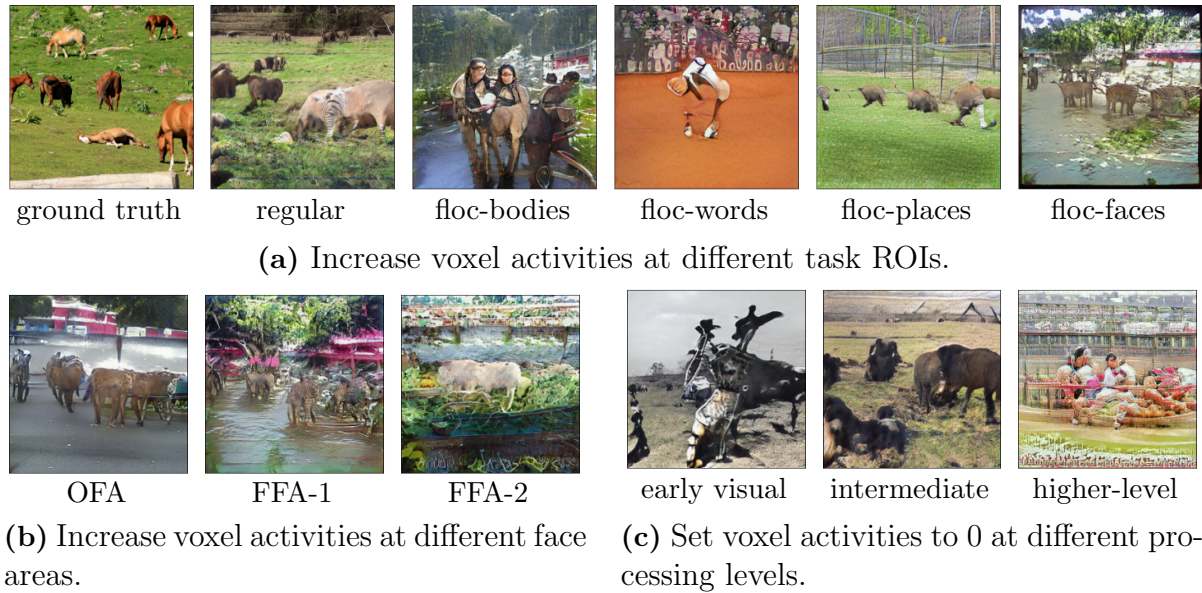 ground truth regular floc-bodies floc-words floc-places floc-faces
(a) Increase voxel activities at different task ROIs.
OFA FFA-1 FFA-2 early visual intermediate higher-level
(b) Increase voxel activities at different face
areas.
(c) Set voxel activities to 0 at different pro-
cessing levels.